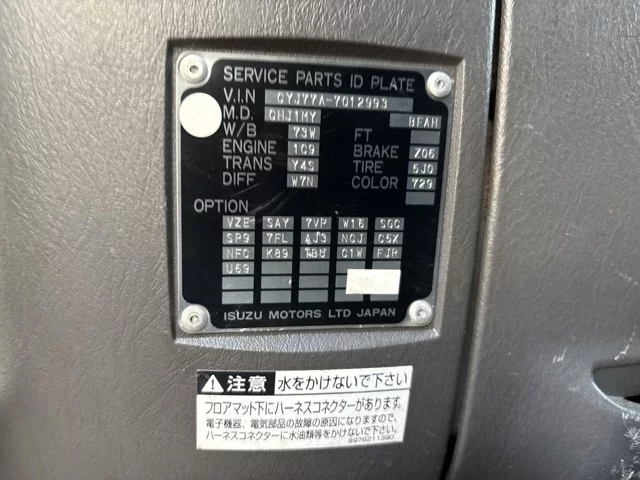 SERVICE PARTS ID PLATE
V.I.N CYJ77A-7012993
M.D. QHJ1MY BFAH
W/B 73W FT
ENGINE 1G9 BRAKE Z06
TRANS Y4S TIRE 5J0
DIFF W7N COLOR 729
OPTION
VZE SAY 7VP W16 50C
SP9 7FL 4J3 NCJ C5X
NFC K89 1BU C1W FJP
U69
ISUZU MOTORS LTD JAPAN
注意 水をかけないで下さい
フロアマット下にハーネスコネクターがあります。
電子機器、電気部品の故障の原因になりますので、
ハーネスコネクターに水油類等をかけないで下さい
8976211380